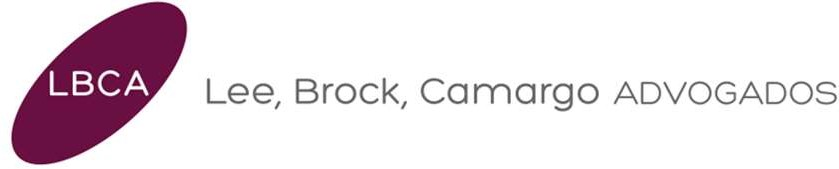 LBCA
Lee, Brock, Camargo ADVOGADOS